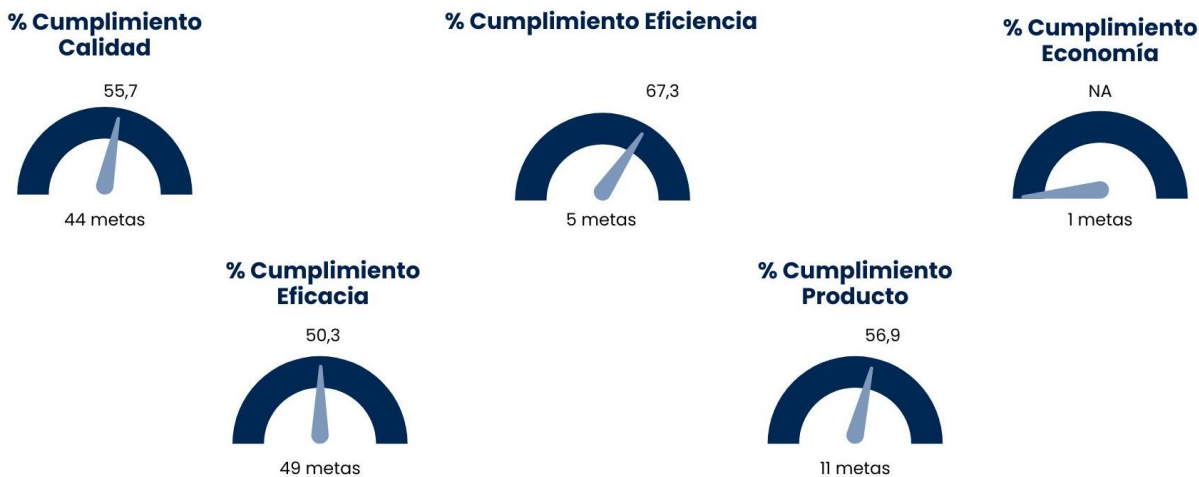 % Cumplimiento
Calidad
55,7
44 metas
% Cumplimiento Eficiencia
67,3
5 metas
% Cumplimiento
Economía
NA
1 metas
% Cumplimiento
Eficacia
50,3
49 metas
% Cumplimiento
Producto
56,9
11 metas